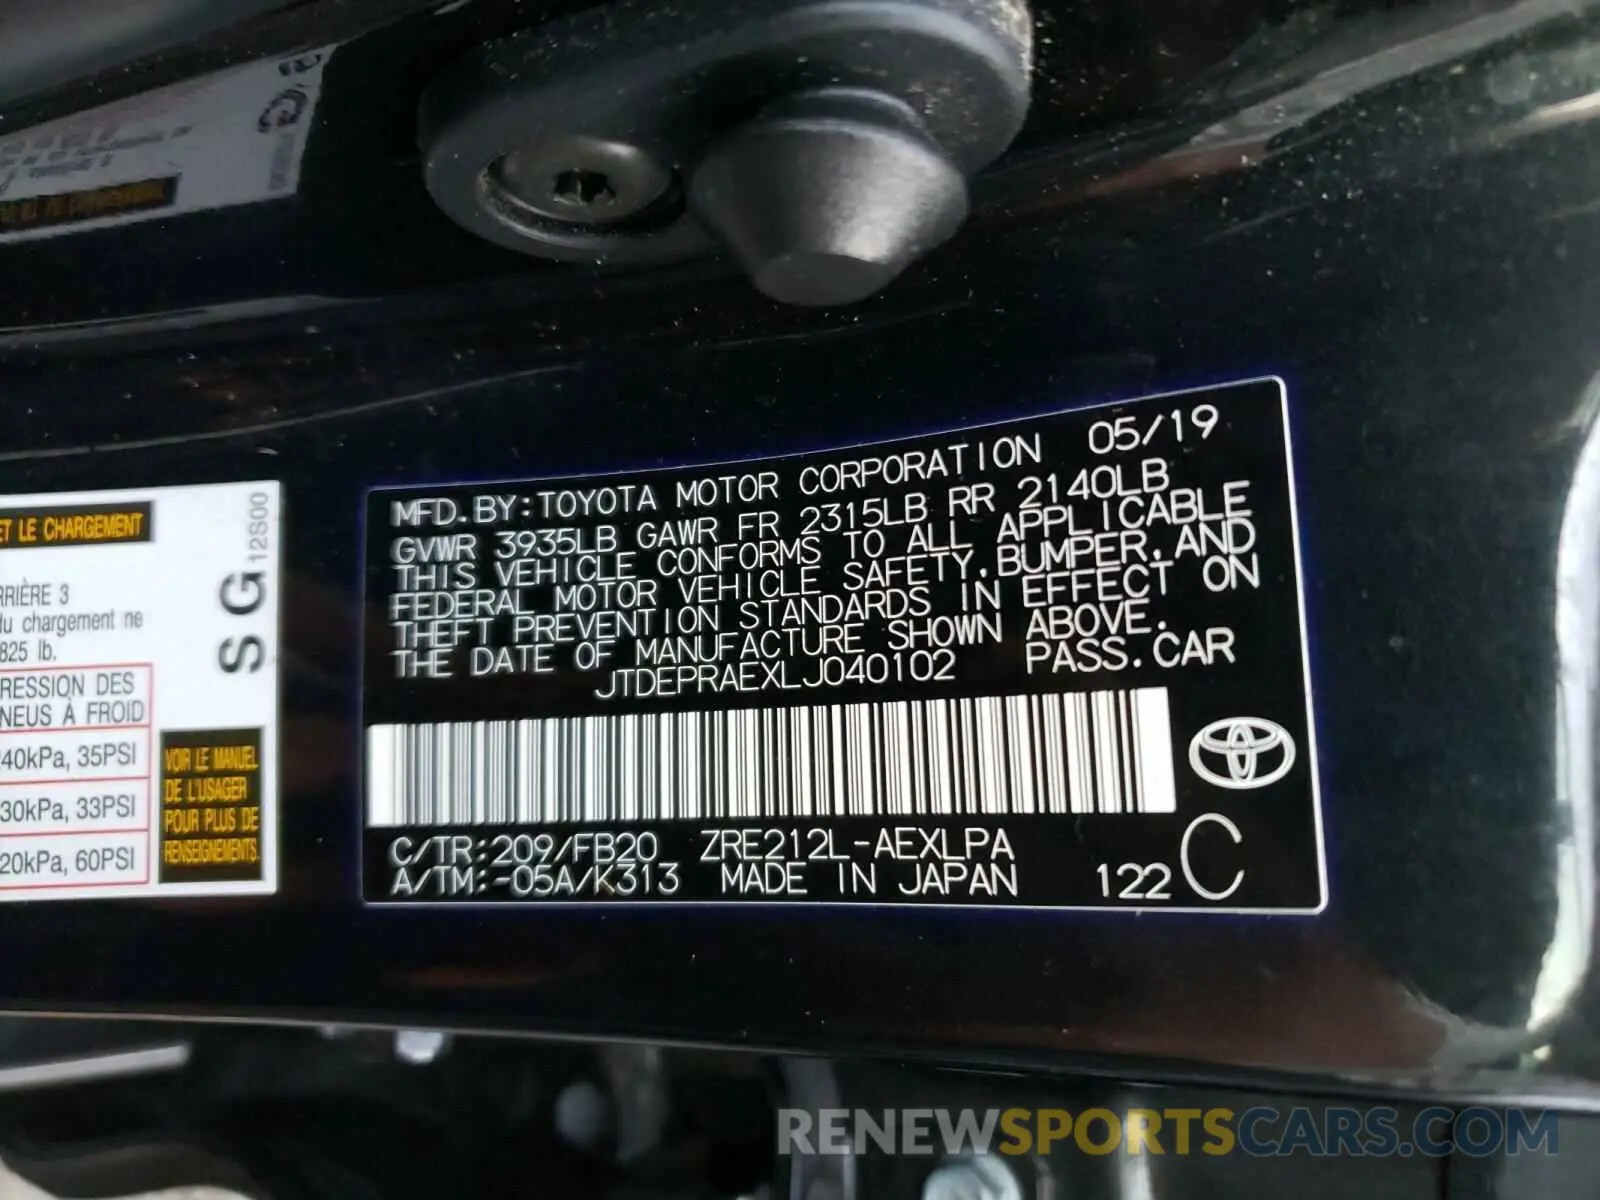 ET LE CHARGEMENT
RRIÈRE 3
du chargement ne
825 lb.
RESSION DES
NEUS À FROID
240kPa, 35PSI
30kPa, 33PSI
20kPa, 60PSI
SG 12S00
VOIR LE MANUEL
DE L'USAGER
POUR PLUS DE
RENSEIGNEMENTS.
MFD. BY: TOYOTA MOTOR CORPORATION 05/19
GVWR 3935LB GAWR FR 2315LB RR 2140LB
THIS VEHICLE CONFORMS TO ALL APPLICABLE
FEDERAL MOTOR VEHICLE SAFETY, BUMPER, AND
THEFT PREVENTION STANDARDS IN EFFECT ON
THE DATE OF MANUFACTURE SHOWN ABOVE.
JTDEPRAEXLJ040102 PASS. CAR
C/TR: 209/FB20 ZRE212L-AEXLPA
A/TM: -05A/K313 MADE IN JAPAN 122 C
RENEWSPORTSCARS.COM